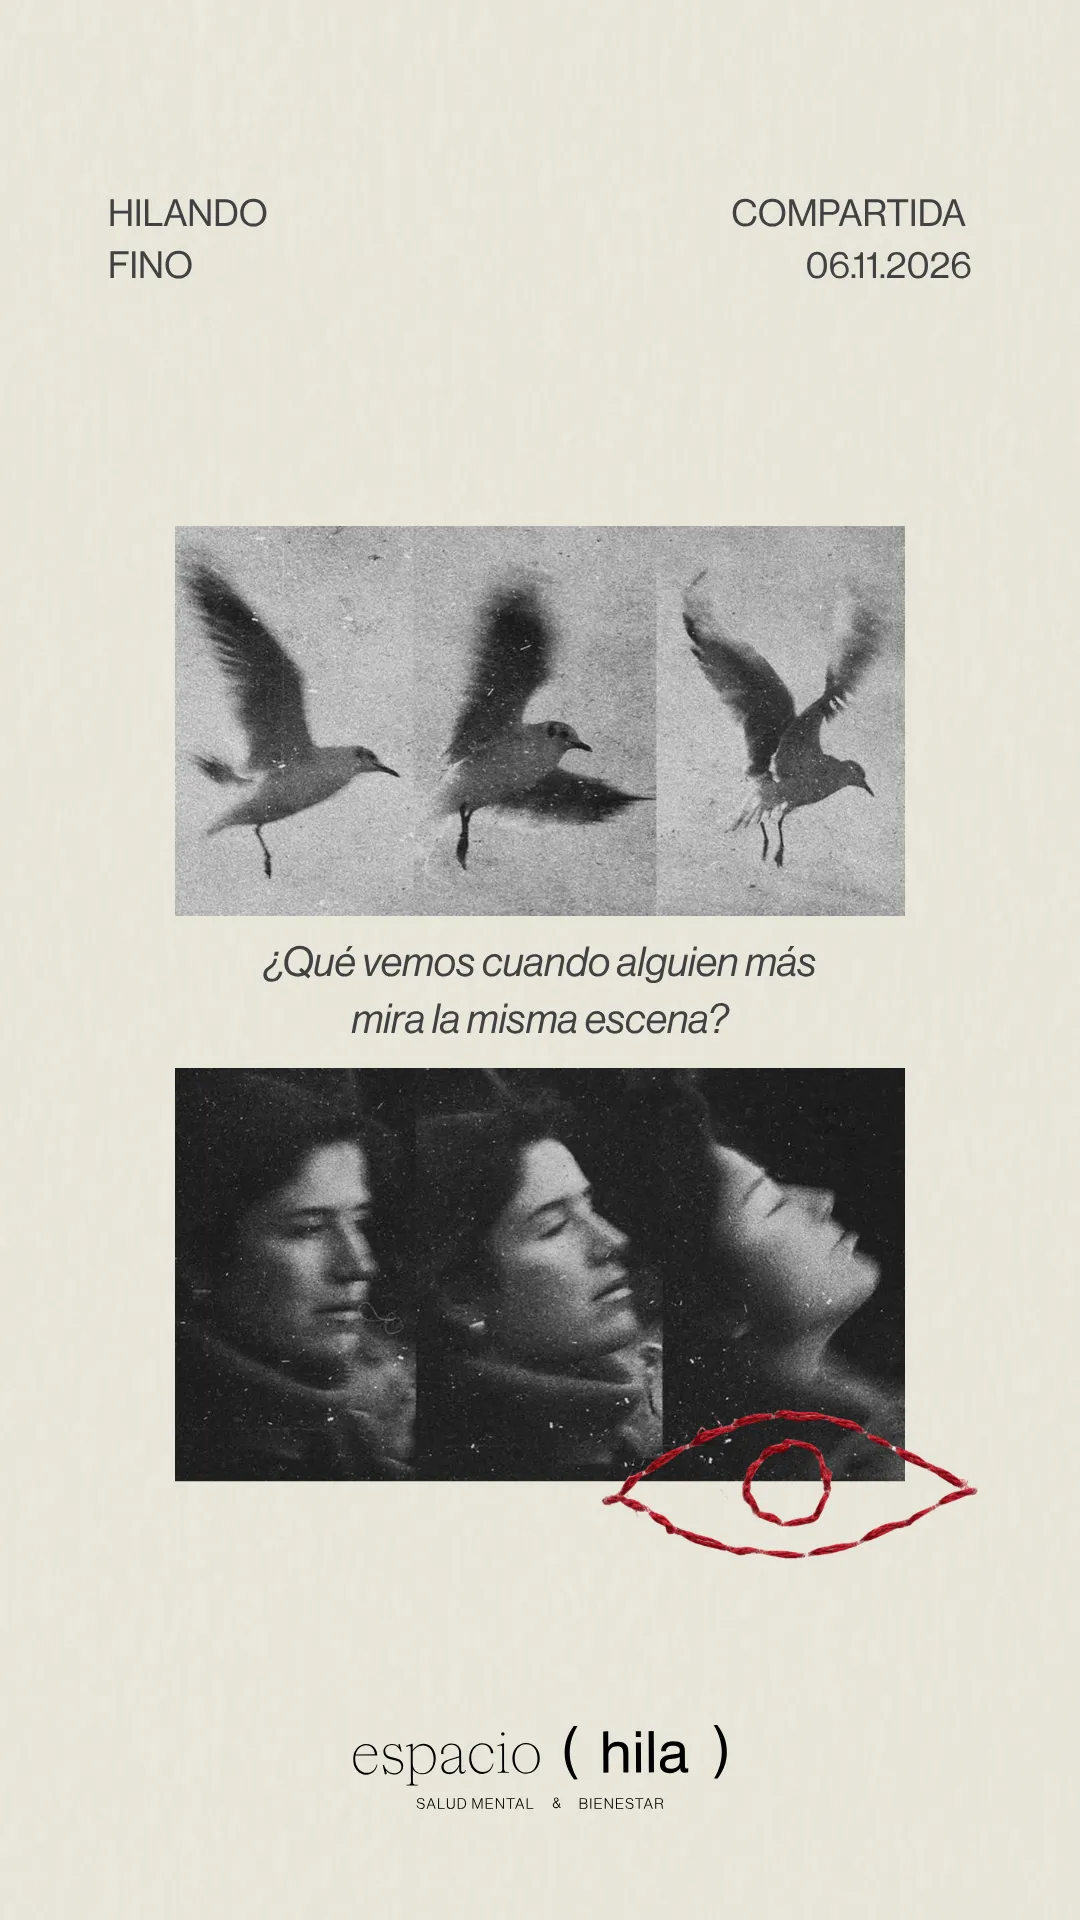 HILANDO
FINO
COMPARTIDA
06.11.2026
¿Qué vemos cuando alguien más
mira la misma escena?
espacio ( hila )
SALUD MENTAL & BIENESTAR